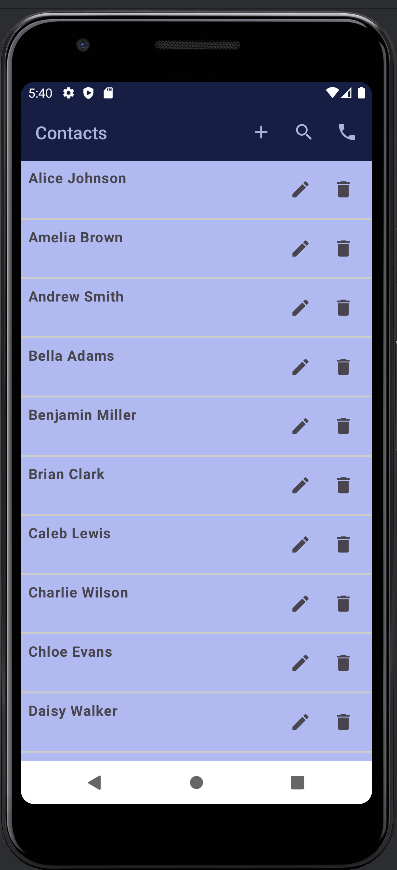 5:40
Contacts
Alice Johnson
Amelia Brown
Andrew Smith
Bella Adams
Benjamin Miller
Brian Clark
Caleb Lewis
Charlie Wilson
Chloe Evans
Daisy Walker